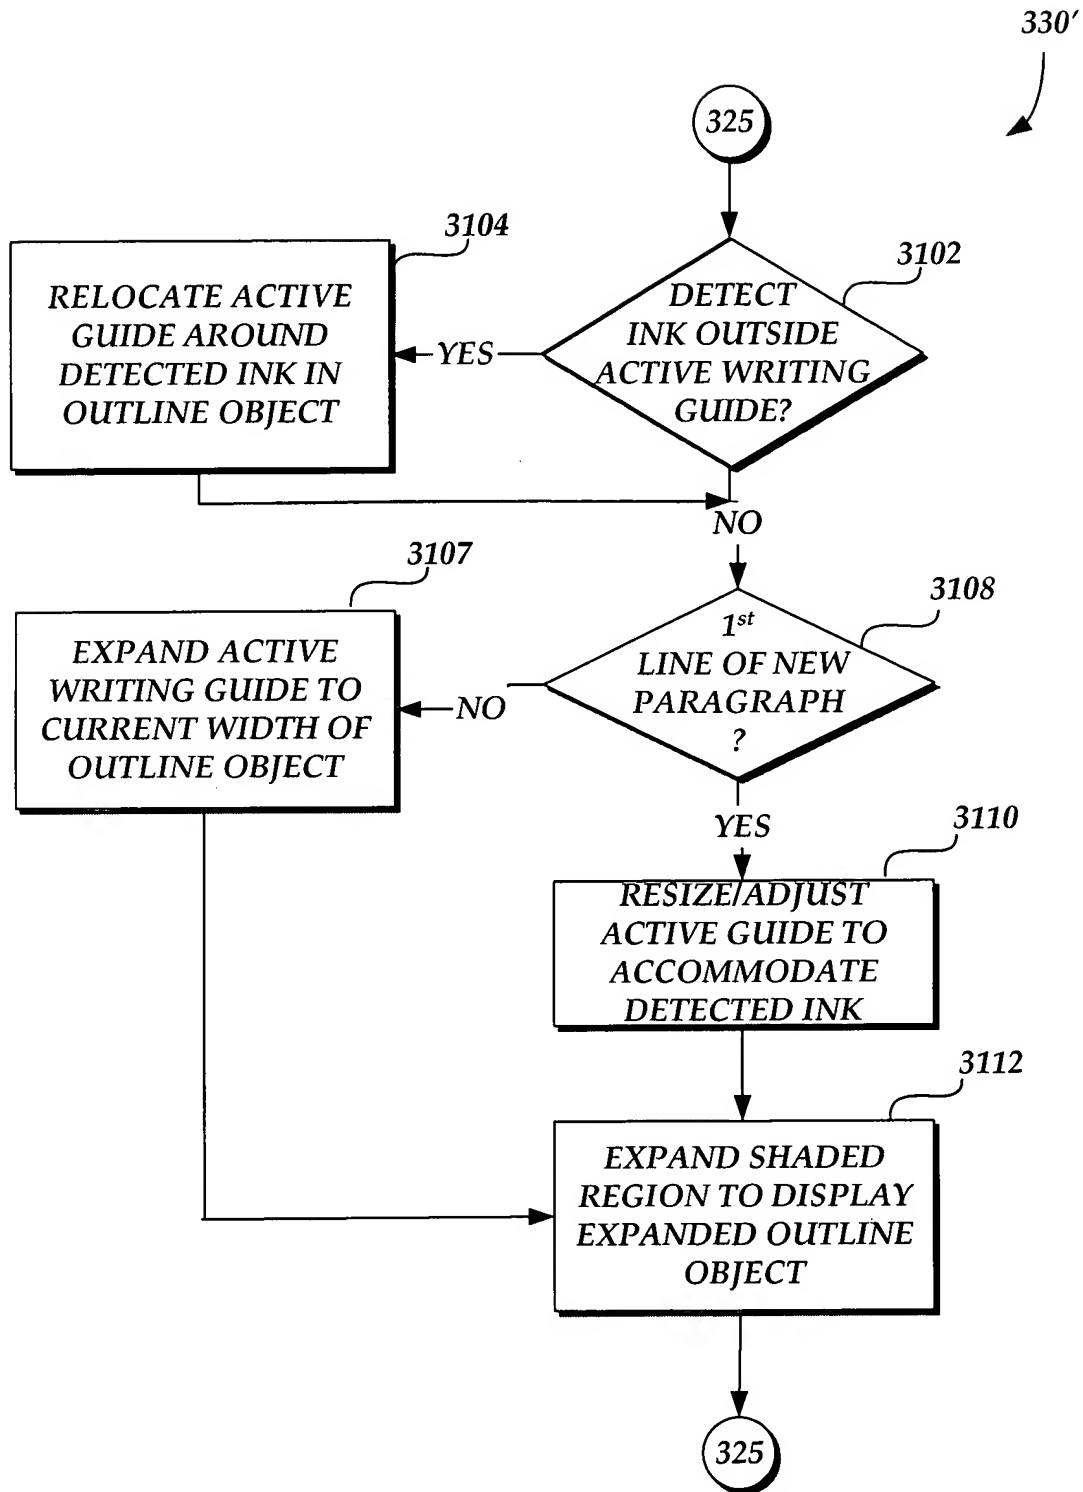 330'
325
3104
3102
RELOCATE ACTIVE
GUIDE AROUND
DETECTED INK IN
OUTLINE OBJECT
YES
DETECT
INK OUTSIDE
ACTIVE WRITING
GUIDE?
NO
3107
3108
EXPAND ACTIVE
WRITING GUIDE TO
CURRENT WIDTH OF
OUTLINE OBJECT
NO
1st
LINE OF NEW
PARAGRAPH
?
YES
3110
RESIZE/ADJUST
ACTIVE GUIDE TO
ACCOMMODATE
DETECTED INK
3112
EXPAND SHADED
REGION TO DISPLAY
EXPANDED OUTLINE
OBJECT
325